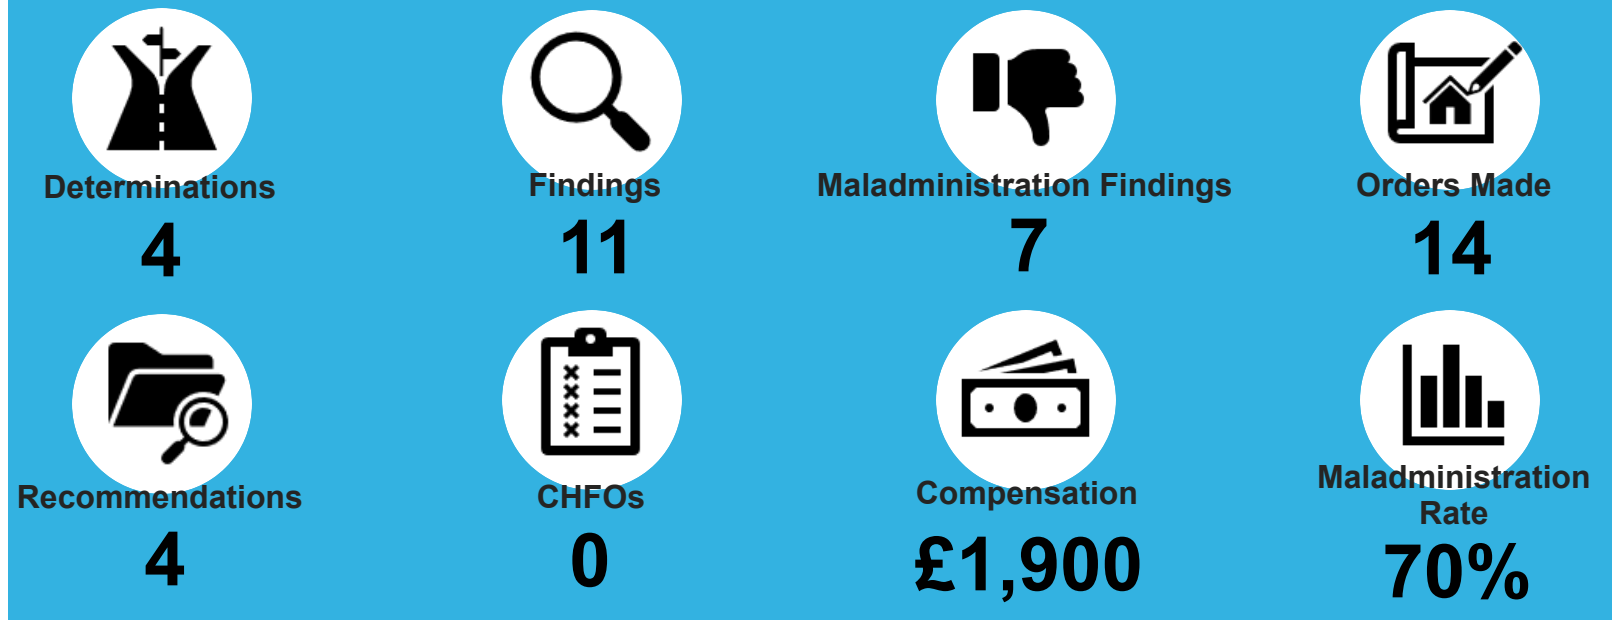 Determinations
4
Findings
11
Maladministration Findings
7
Orders Made
14
Recommendations
4
CHFOs
0
Compensation
£1,900
Maladministration
Rate
70%